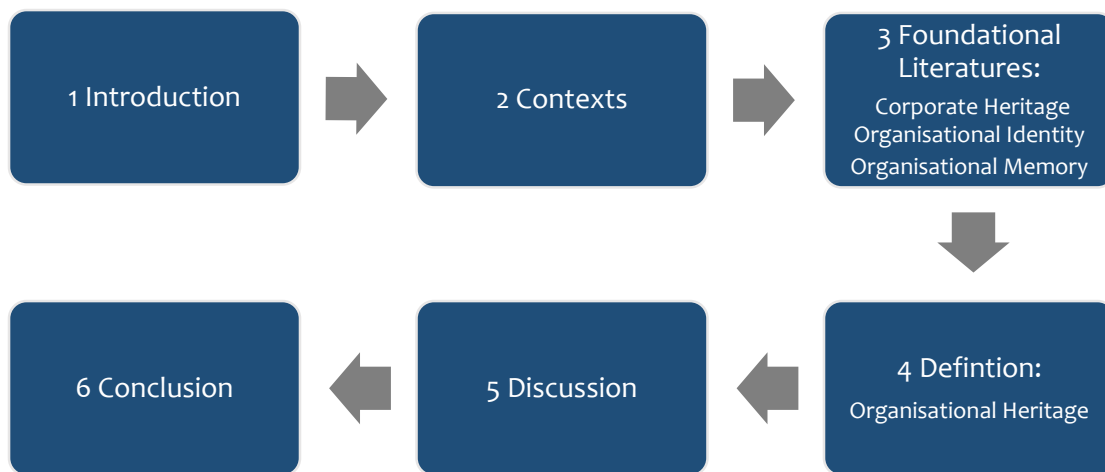 1 Introduction
2 Contexts
3 Foundational
Literatures:
Corporate Heritage
Organisational Identity
Organisational Memory
4 Defintion:
Organisational Heritage
5 Discussion
6 Conclusion